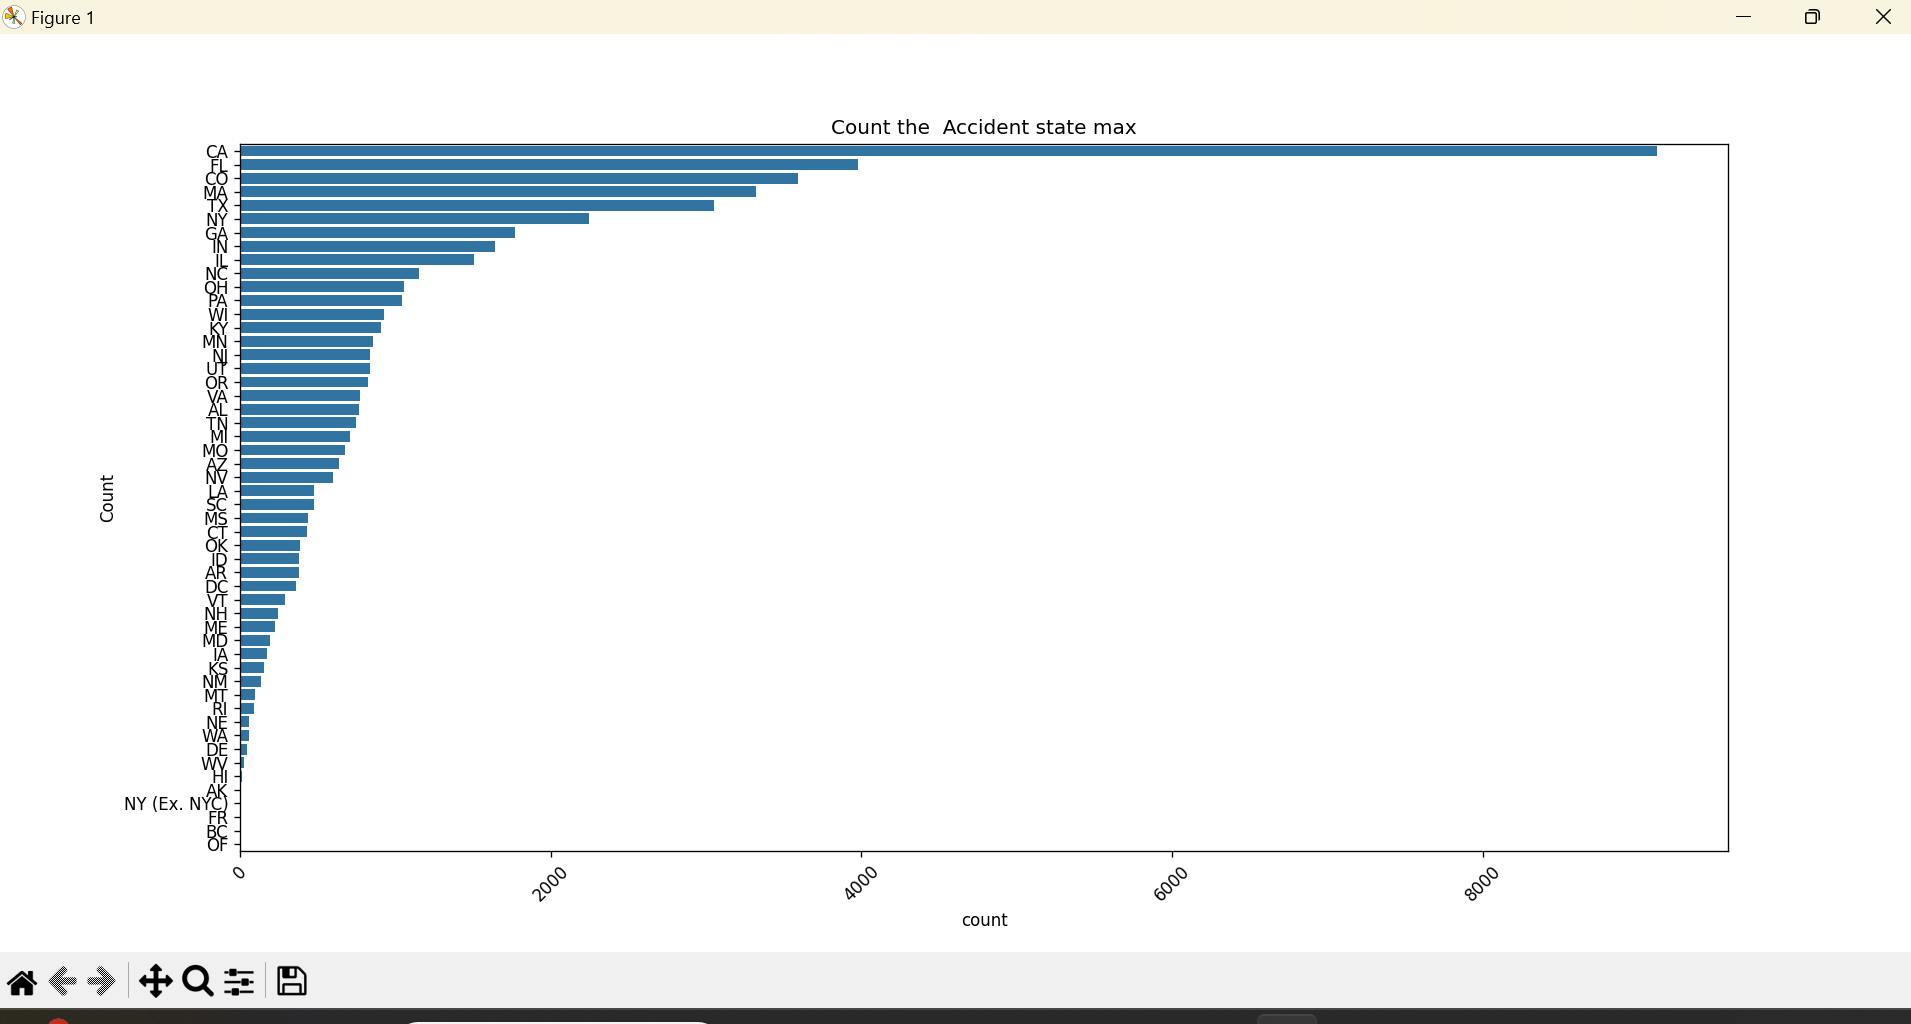 Figure 1
Count the  Accident state max
CA
FL
CO
MA
TX
NY
GA
IN
IL
NC
OH
PA
WI
KY
MN
NJ
UT
OR
VA
AL
TN
MI
MO
AZ
NV
LA
SC
MS
CT
OK
ID
AR
DC
VT
NH
ME
MD
IA
KS
NM
MT
RI
NE
WA
DE
WV
HI
AK
NY (Ex. NYC)
FR
BC
OF
Count
0 2000 4000 6000 8000
count